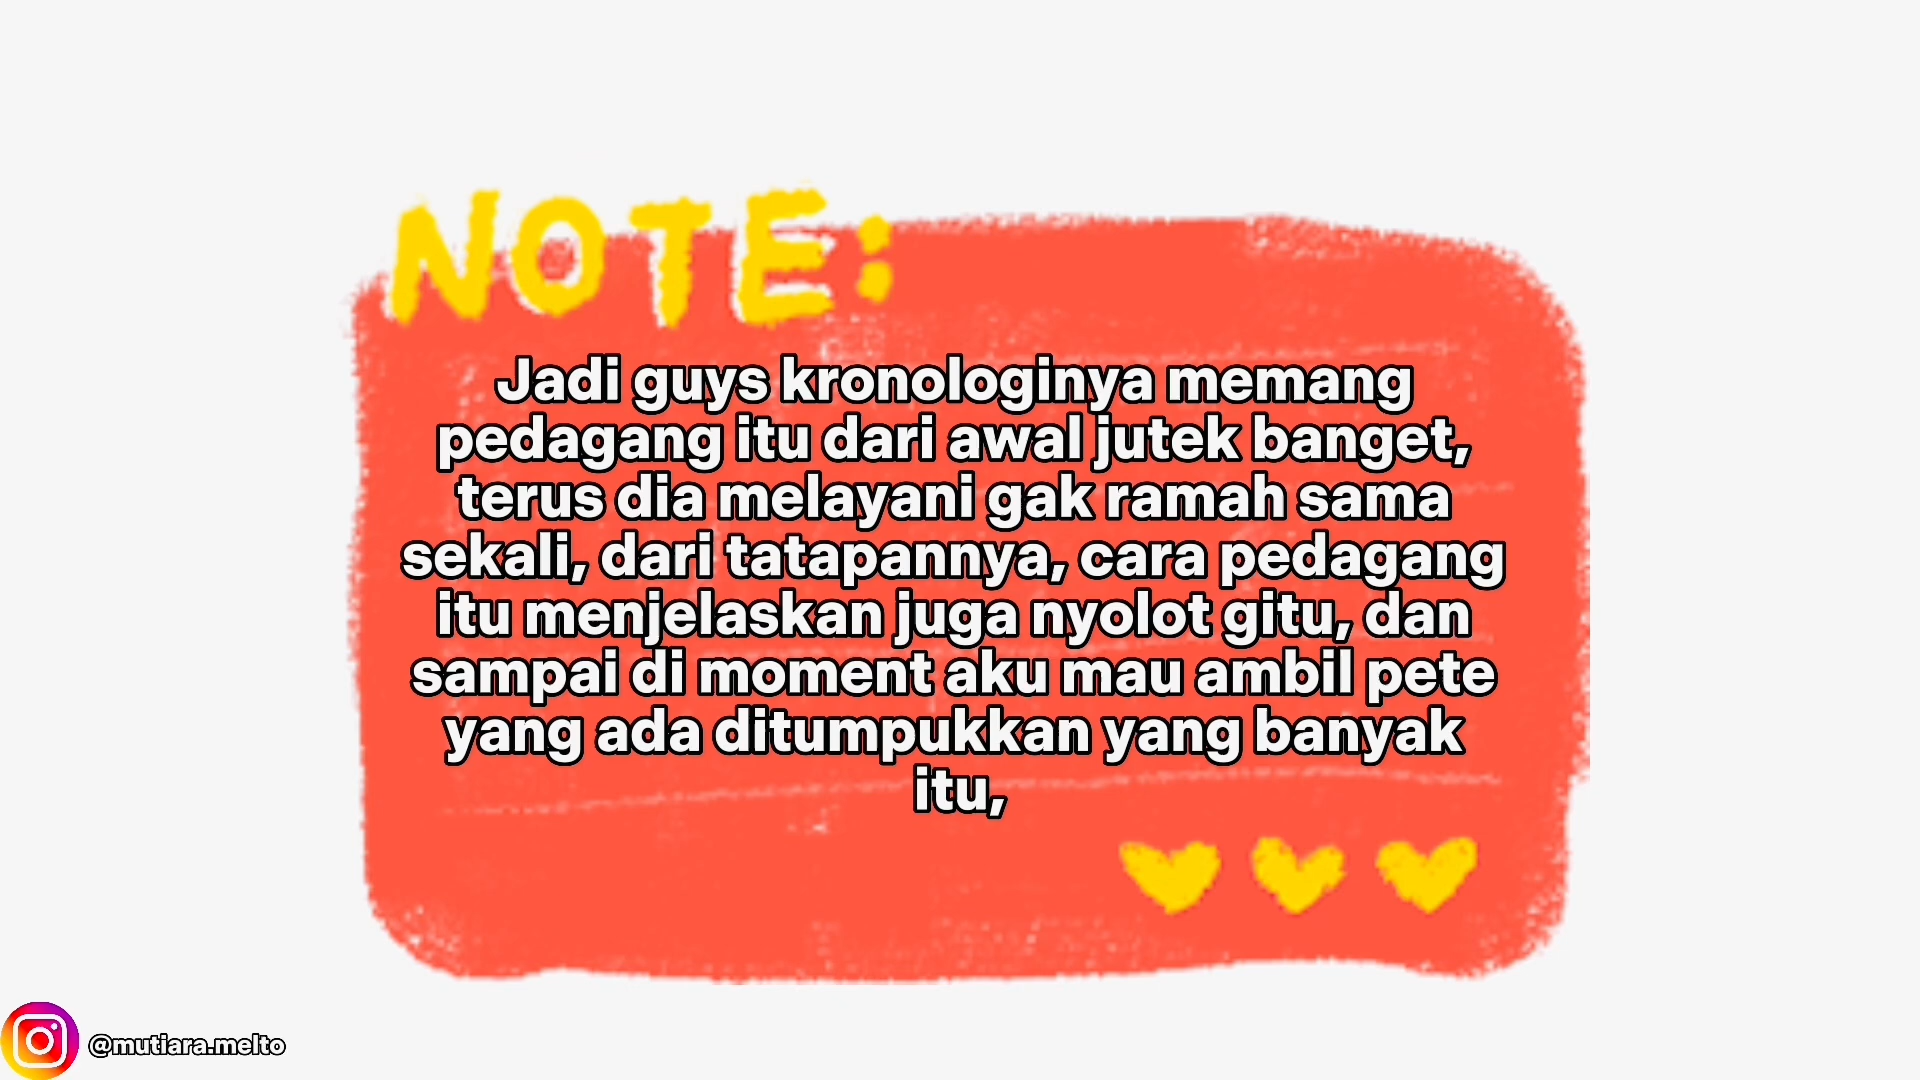 NOTE:
Jadi guys kronologinya memang
pedagang itu dari awal jutek banget,
terus dia melayani gak ramah sama
sekali, dari tatapannya, cara pedagang
itu menjelaskan juga nyolot gitu, dan
sampai di moment aku mau ambil pete
yang ada ditumpukkan yang banyak
itu,
@mutiara.melto